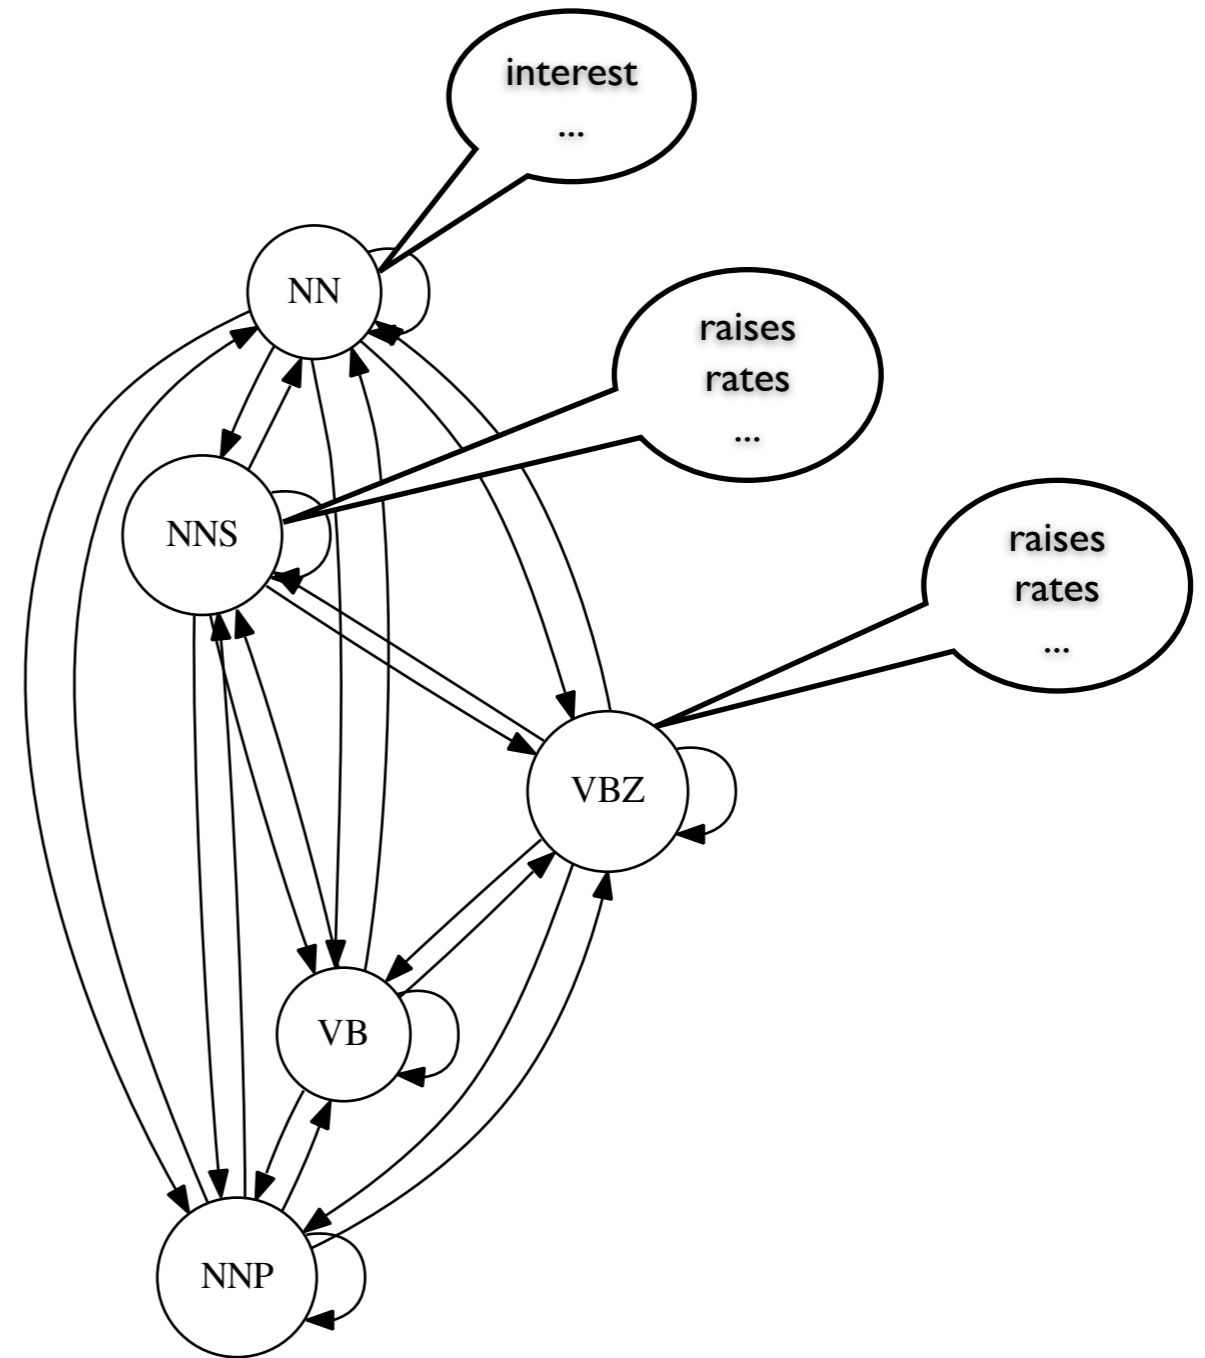 interest
...
NN
raises
rates
...
NNS
raises
rates
...
VBZ
VB
NNP